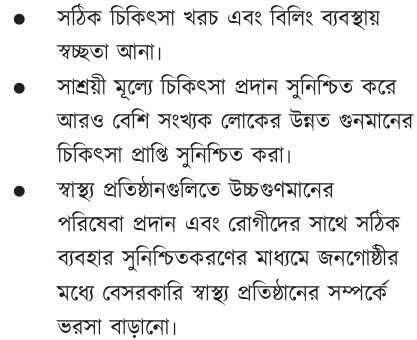 ● সঠিক চিকিৎসা খরচ এবং বিলিং ব্যবস্থায়
স্বচ্ছতা আনা।
● সাশ্রয়ী মূল্যে চিকিৎসা প্রদান সুনিশ্চিত করে
আরও বেশি সংখ্যক লোকের উন্নত গুনমানের
চিকিৎসা প্রাপ্তি সুনিশ্চিত করা।
● স্বাস্থ্য প্রতিষ্ঠানগুলিতে উচ্চগুণমানের
পরিষেবা প্রদান এবং রোগীদের সাথে সঠিক
ব্যবহার সুনিশ্চিতকরণের মাধ্যমে জনগোষ্ঠীর
মধ্যে বেসরকারি স্বাস্থ্য প্রতিষ্ঠানের সম্পর্কে
ভরসা বাড়ানো।